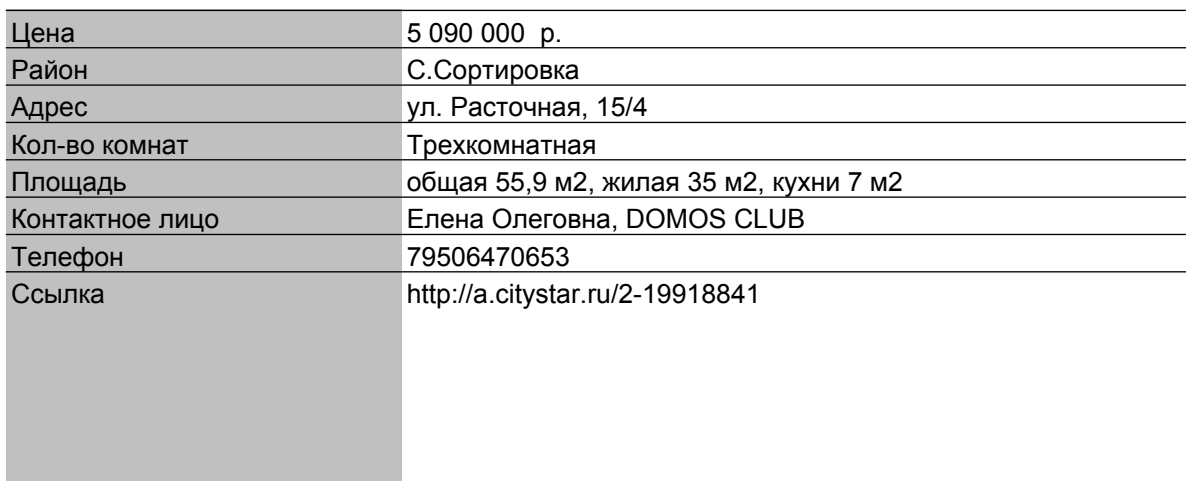 Цена 5 090 000  р.
Район С.Сортировка
Адрес ул. Расточная, 15/4
Кол-во комнат Трехкомнатная
Площадь общая 55,9 м2, жилая 35 м2, кухни 7 м2
Контактное лицо Елена Олеговна, DOMOS CLUB
Телефон 79506470653
Ссылка http://a.citystar.ru/2-19918841